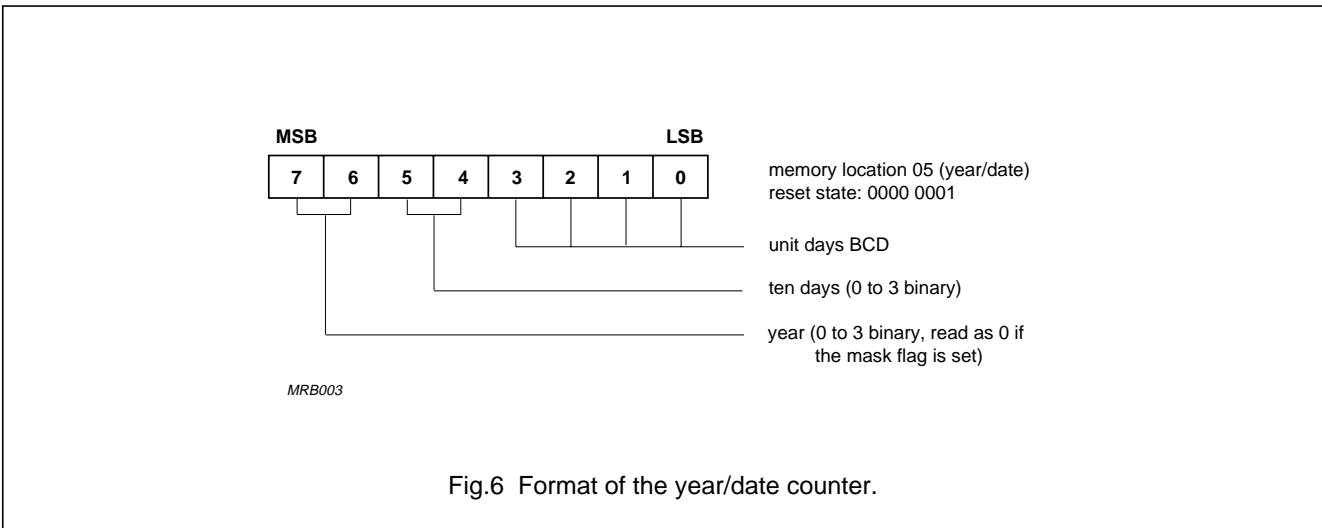 MSB LSB
7 6 5 4 3 2 1 0
memory location 05 (year/date)
reset state: 0000 0001
unit days BCD
ten days (0 to 3 binary)
year (0 to 3 binary, read as 0 if
the mask flag is set)
MRB003
Fig.6 Format of the year/date counter.